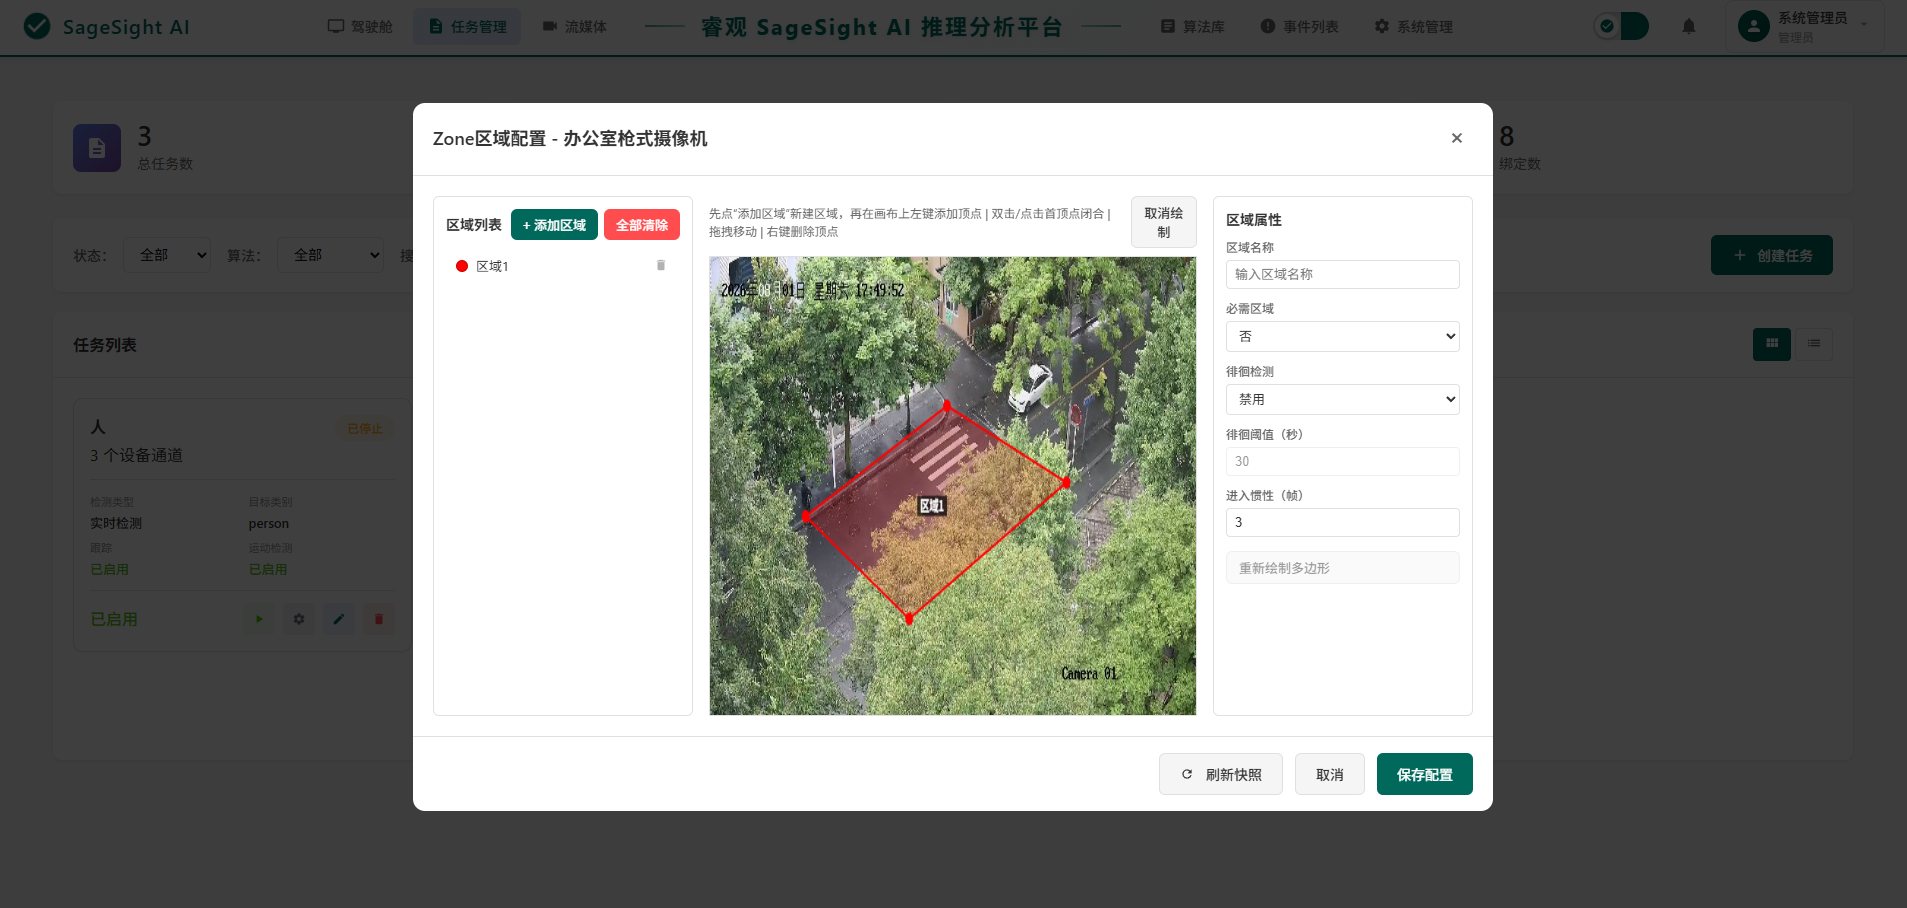 SageSight AI
驾驶舱
任务管理
流媒体
睿观 SageSight AI 推理分析平台
算法库
事件列表
系统管理
系统管理员
管理员
3
总任务数
8
绑定数
状态：
全部
算法：
全部
搜
+ 创建任务
任务列表
人
已停止
3 个设备通道
检测类型
目标类别
实时检测
person
跟踪
运动检测
已启用
已启用
已启用
Zone区域配置 - 办公室枪式摄像机
×
区域列表
+ 添加区域
全部清除
区域1
先点“添加区域”新建区域，再在画布上左键添加顶点 | 双击/点击首顶点闭合 |
拖拽移动 | 右键删除顶点
取消绘
制
2026年08月01日 星期六 17:49:52
区域1
Camera 01
区域属性
区域名称
输入区域名称
必需区域
否
徘徊检测
禁用
徘徊阈值（秒）
30
进入惯性（帧）
3
重新绘制多边形
刷新快照
取消
保存配置